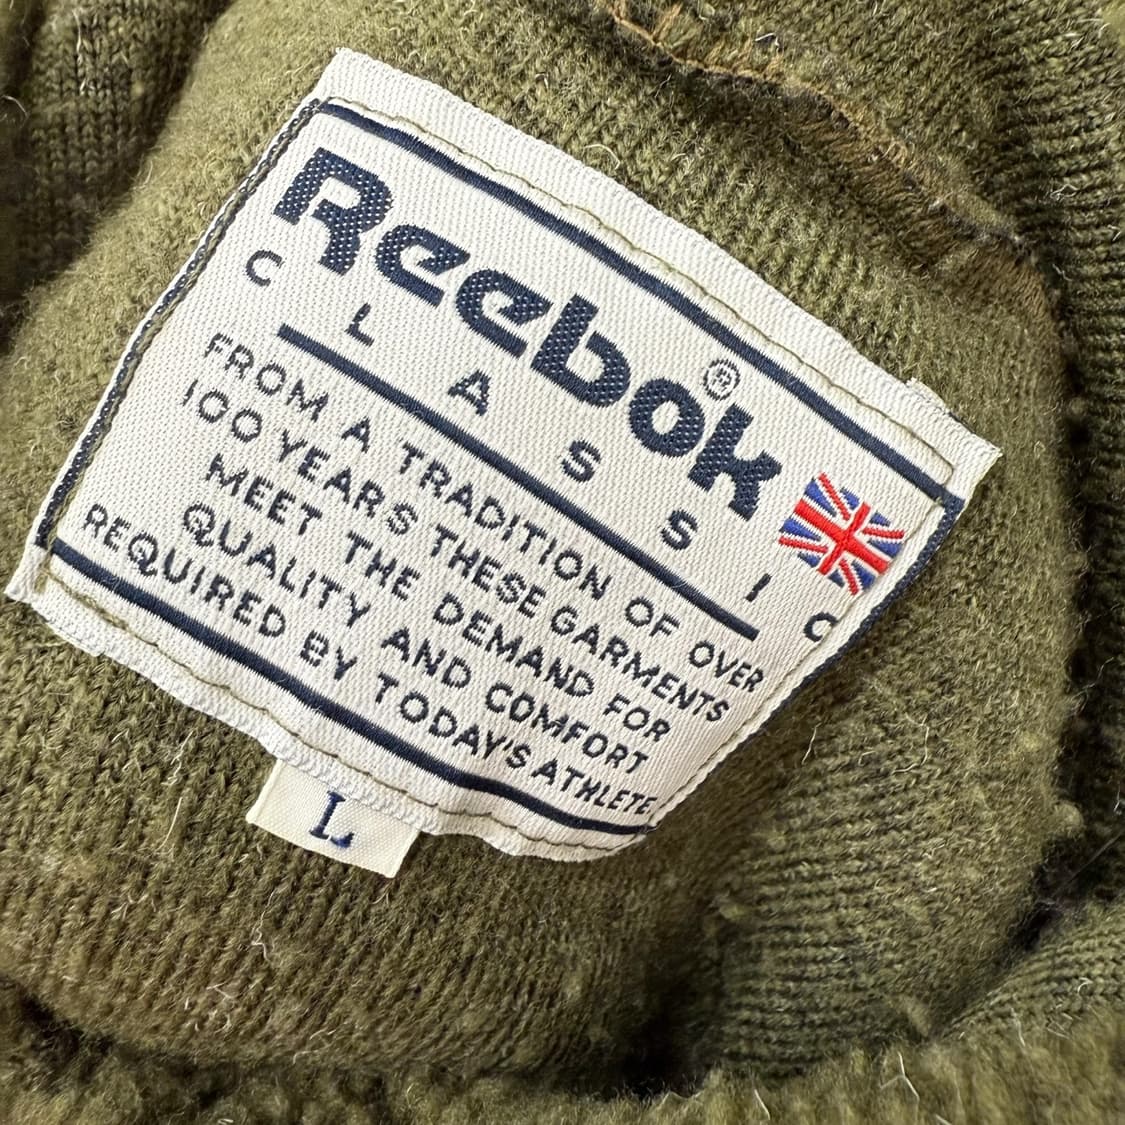 Reebok®
CLASSIC
FROM A TRADITION OF OVER
100 YEARS THESE GARMENTS
MEET THE DEMAND FOR
QUALITY AND COMFORT
REQUIRED BY TODAY'S ATHLETE
L